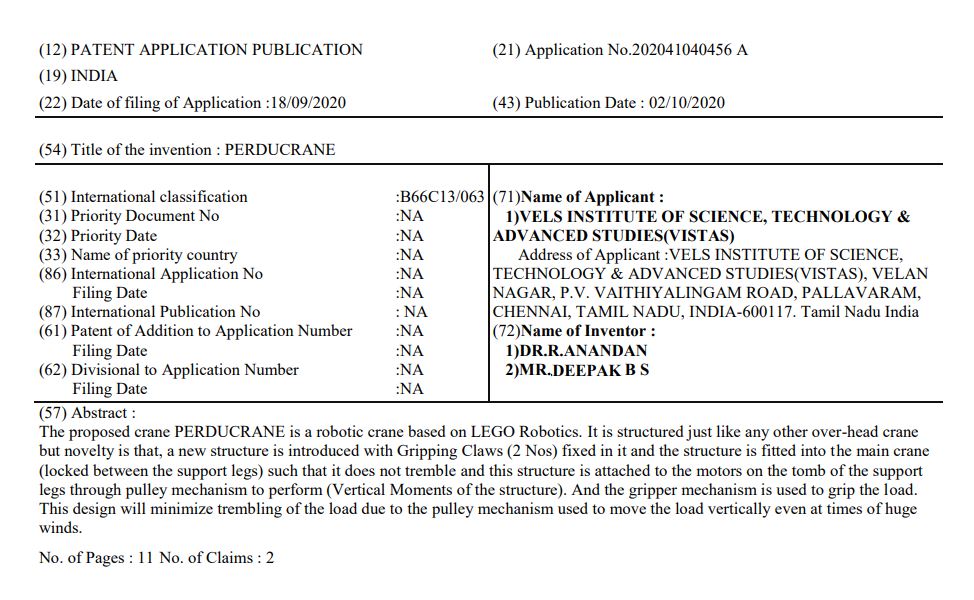 (12) PATENT APPLICATION PUBLICATION (21) Application No.202041040456 A
(19) INDIA
(22) Date of filing of Application :18/09/2020 (43) Publication Date : 02/10/2020
(54) Title of the invention : PERDUCRANE
(51) International classification :B66C13/063
(31) Priority Document No :NA
(32) Priority Date :NA
(33) Name of priority country :NA
(86) International Application No :NA
Filing Date :NA
(87) International Publication No : NA
(61) Patent of Addition to Application Number :NA
Filing Date :NA
(62) Divisional to Application Number :NA
Filing Date :NA
(71)Name of Applicant :
1)VELS INSTITUTE OF SCIENCE, TECHNOLOGY &
ADVANCED STUDIES(VISTAS)
Address of Applicant :VELS INSTITUTE OF SCIENCE,
TECHNOLOGY & ADVANCED STUDIES(VISTAS), VELAN
NAGAR, P.V. VAITHIYALINGAM ROAD, PALLAVARAM,
CHENNAI, TAMIL NADU, INDIA-600117. Tamil Nadu India
(72)Name of Inventor :
1)DR.R.ANANDAN
2)MR.DEEPAK B S
(57) Abstract :
The proposed crane PERDUCRANE is a robotic crane based on LEGO Robotics. It is structured just like any other over-head crane
but novelty is that, a new structure is introduced with Gripping Claws (2 Nos) fixed in it and the structure is fitted into the main crane
(locked between the support legs) such that it does not tremble and this structure is attached to the motors on the tomb of the support
legs through pulley mechanism to perform (Vertical Moments of the structure). And the gripper mechanism is used to grip the load.
This design will minimize trembling of the load due to the pulley mechanism used to move the load vertically even at times of huge
winds.
No. of Pages : 11 No. of Claims : 2